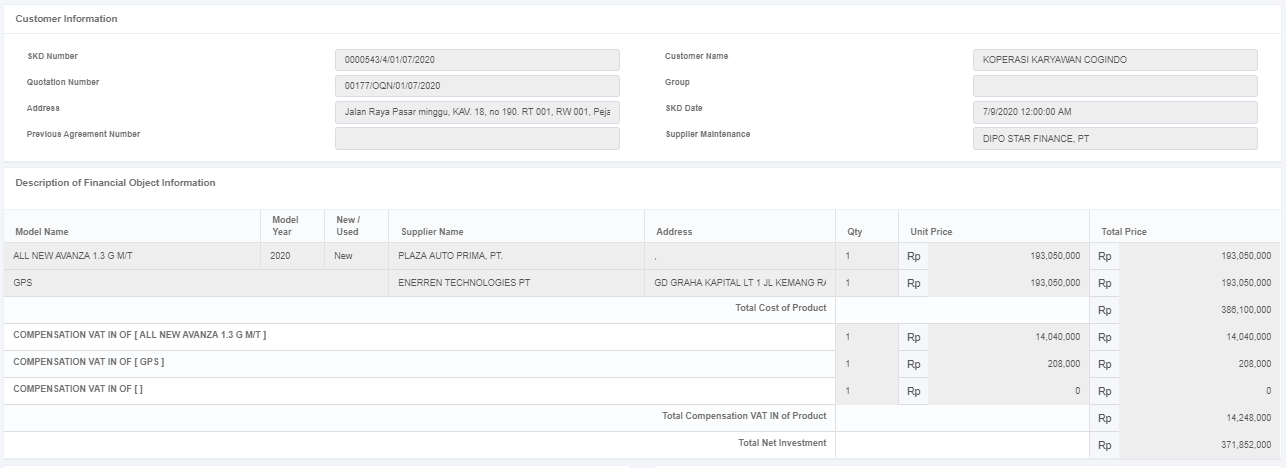 Customer Information
SKD Number 0000543/4/01/07/2020 Customer Name KOPERASI KARYAWAN COGINDO
Quotation Number 00177/OQN/01/07/2020 Group
Address Jalan Raya Pasar minggu, KAV. 18, no 190. RT 001, RW 001, Peja SKD Date 7/9/2020 12:00:00 AM
Previous Agreement Number Supplier Maintenance DIPO STAR FINANCE, PT
Description of Financial Object Information
Model Name Model Year New / Used Supplier Name Address Qty Unit Price Total Price
ALL NEW AVANZA 1.3 G M/T 2020 New PLAZA AUTO PRIMA, PT. , 1 Rp 193,050,000 Rp 193,050,000
GPS ENERREN TECHNOLOGIES PT GD GRAHA KAPITAL LT 1 JL KEMANG RA 1 Rp 193,050,000 Rp 193,050,000
Total Cost of Product Rp 386,100,000
COMPENSATION VAT IN OF [ ALL NEW AVANZA 1.3 G M/T ] 1 Rp 14,040,000 Rp 14,040,000
COMPENSATION VAT IN OF [ GPS ] 1 Rp 208,000 Rp 208,000
COMPENSATION VAT IN OF [ ] 1 Rp 0 Rp 0
Total Compensation VAT IN of Product Rp 14,248,000
Total Net Investment Rp 371,852,000